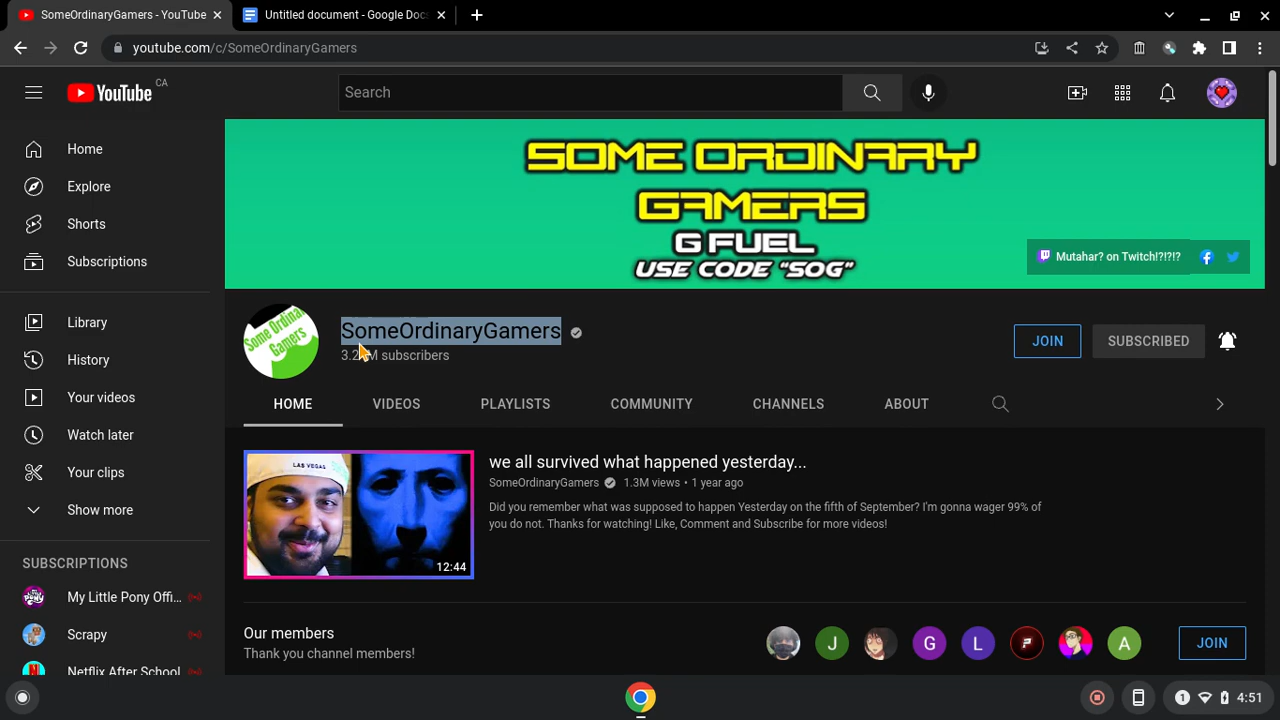 SomeOrdinaryGamers - YouTube
Untitled document - Google Docs
youtube.com/c/SomeOrdinaryGamers
YouTube CA
Search
SOME ORDINARY
GAMERS
G FUEL
USE CODE "SOG"
Mutahar? on Twitch!?!?!?
Home
Explore
Shorts
Subscriptions
Library
History
Your videos
Watch later
Your clips
Show more
SUBSCRIPTIONS
My Little Pony Offi...
Scrapy
Netflix After School
Some Ordinary
Gamers
SomeOrdinaryGamers
subscribers
JOIN
SUBSCRIBED
HOME
VIDEOS
PLAYLISTS
COMMUNITY
CHANNELS
ABOUT
LAS VEGAS
12:44
we all survived what happened yesterday...
SomeOrdinaryGamers 1.3M views • 1 year ago
Did you remember what was supposed to happen Yesterday on the fifth of September? I'm gonna wager 99% of
you do not. Thanks for watching! Like, Comment and Subscribe for more videos!
Our members
Thank you channel members!
J
G
L
A
JOIN
1
4:51